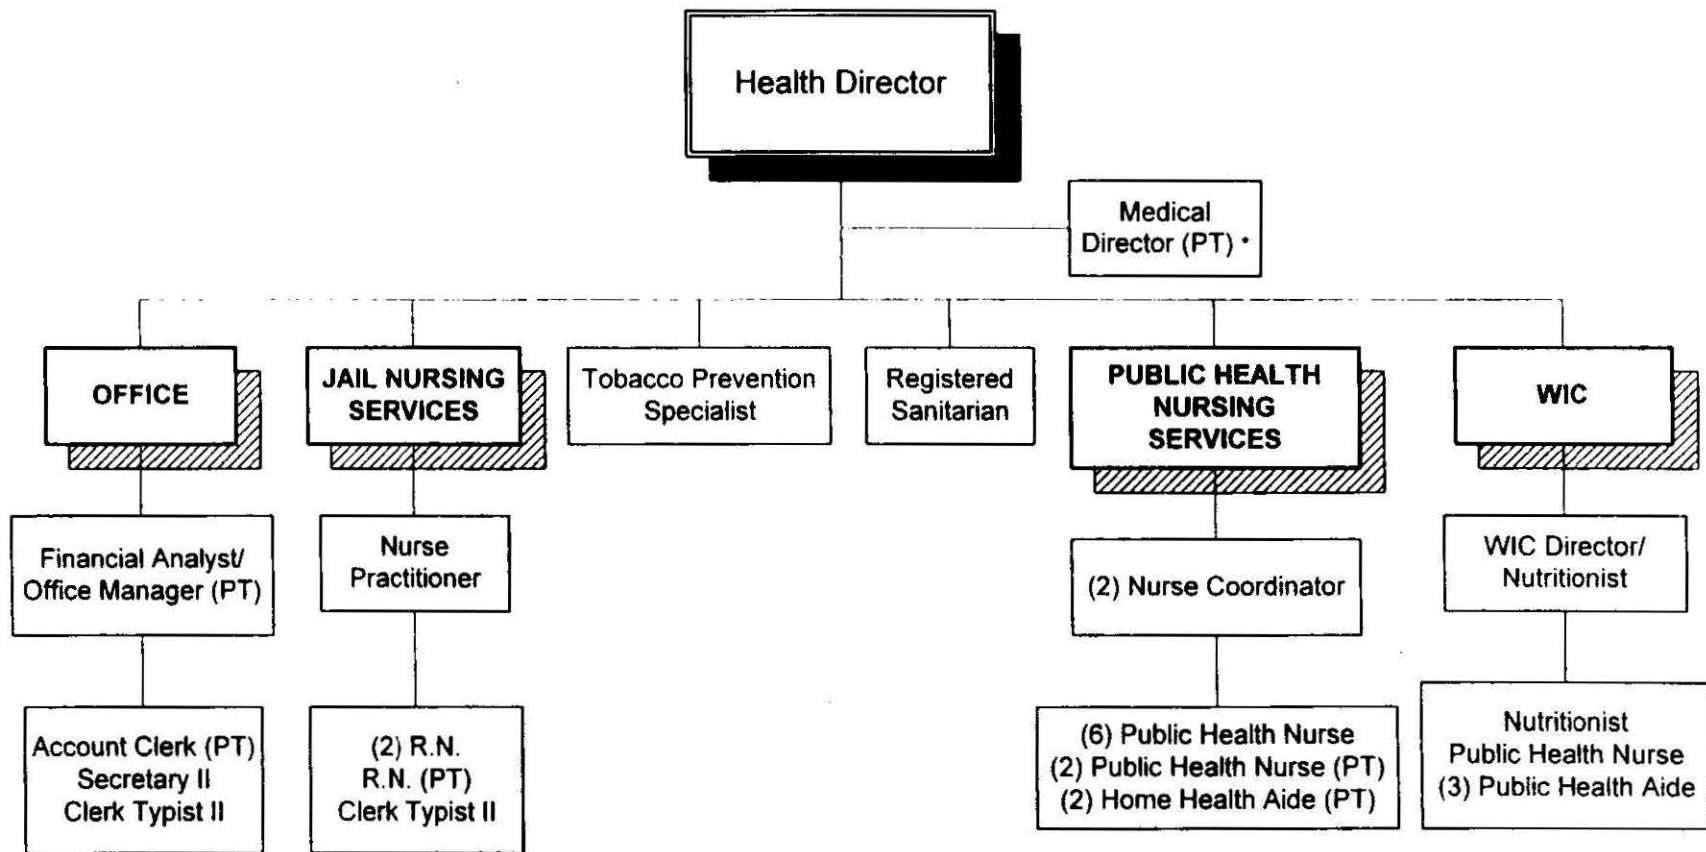 Health Director
Medical
Director (PT) *
OFFICE
JAIL NURSING
SERVICES
Tobacco Prevention
Specialist
Registered
Sanitarian
PUBLIC HEALTH
NURSING
SERVICES
WIC
Financial Analyst/
Office Manager (PT)
Nurse
Practitioner
(2) Nurse Coordinator
WIC Director/
Nutritionist
Account Clerk (PT)
Secretary II
Clerk Typist II
(2) R.N.
R.N. (PT)
Clerk Typist II
(6) Public Health Nurse
(2) Public Health Nurse (PT)
(2) Home Health Aide (PT)
Nutritionist
Public Health Nurse
(3) Public Health Aide